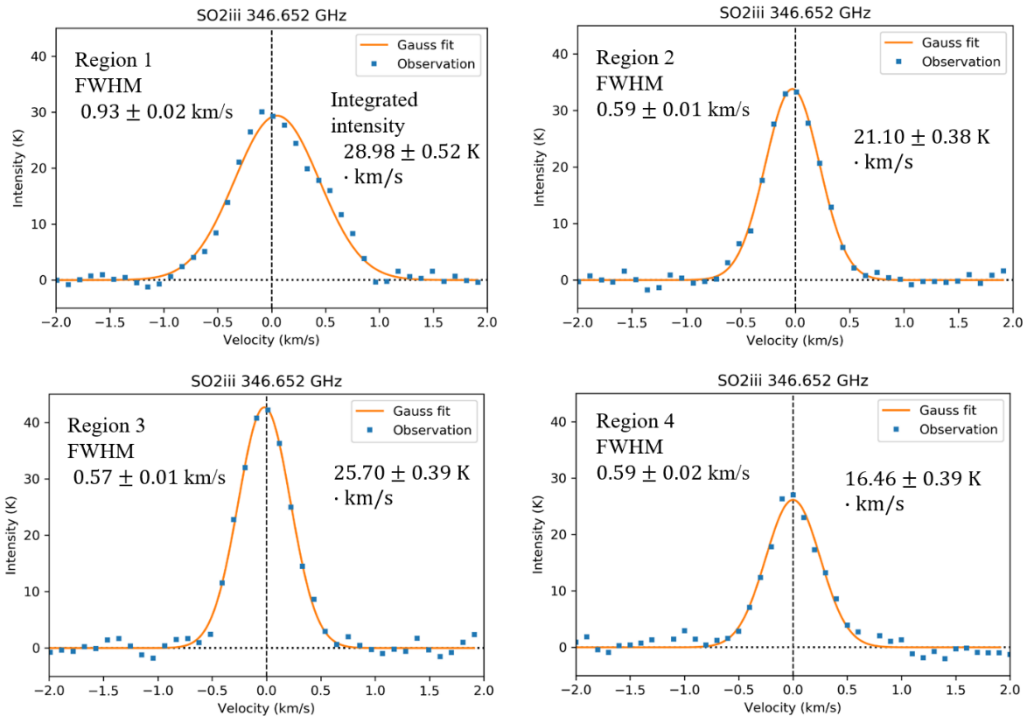 SO2iii 346.652 GHz
Region 1
FWHM
0.93 ± 0.02 km/s
Gauss fit
Observation
Integrated
intensity
28.98 ± 0.52 K
· km/s
Intensity (K)
40
30
20
10
0
−2.0 −1.5 −1.0 −0.5 0.0 0.5 1.0 1.5 2.0
Velocity (km/s)
SO2iii 346.652 GHz
Region 2
FWHM
0.59 ± 0.01 km/s
Gauss fit
Observation
21.10 ± 0.38 K
· km/s
Intensity (K)
40
30
20
10
0
−2.0 −1.5 −1.0 −0.5 0.0 0.5 1.0 1.5 2.0
Velocity (km/s)
SO2iii 346.652 GHz
Region 3
FWHM
0.57 ± 0.01 km/s
Gauss fit
Observation
25.70 ± 0.39 K
· km/s
Intensity (K)
40
30
20
10
0
−2.0 −1.5 −1.0 −0.5 0.0 0.5 1.0 1.5 2.0
Velocity (km/s)
SO2iii 346.652 GHz
Region 4
FWHM
0.59 ± 0.02 km/s
Gauss fit
Observation
16.46 ± 0.39 K
· km/s
Intensity (K)
40
30
20
10
0
−2.0 −1.5 −1.0 −0.5 0.0 0.5 1.0 1.5 2.0
Velocity (km/s)